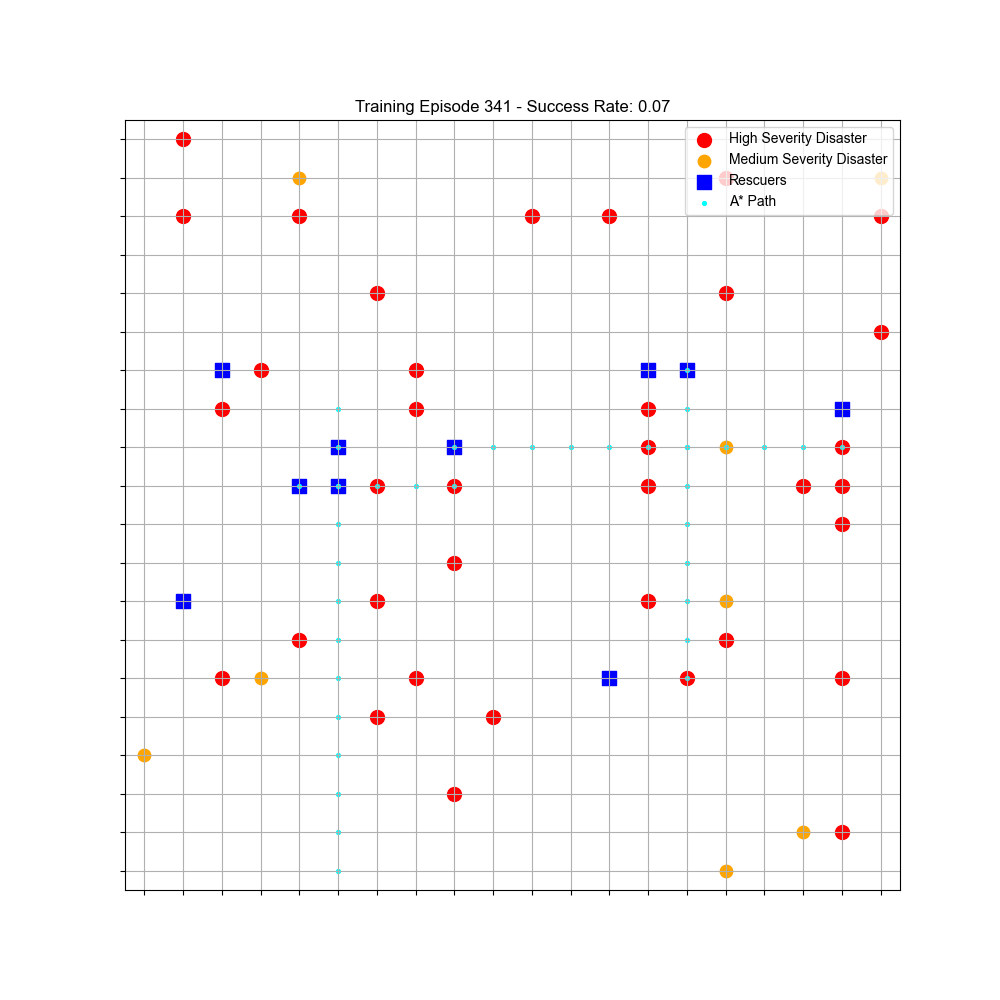 Training Episode 341 - Success Rate: 0.07
High Severity Disaster
Medium Severity Disaster
Rescuers
A* Path